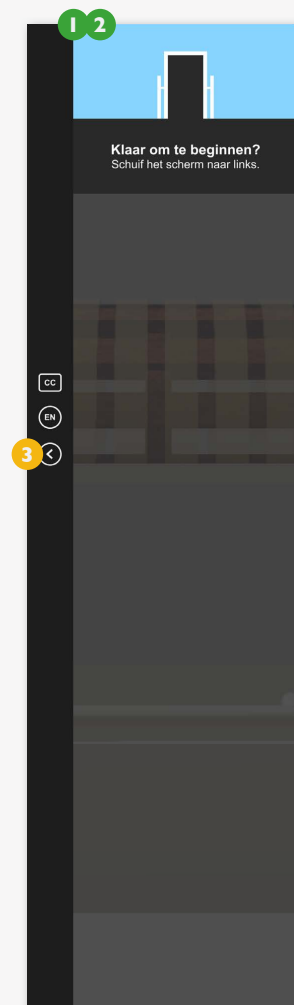 1 2
Klaar om te beginnen?
Schuif het scherm naar links.
CC
EN
3